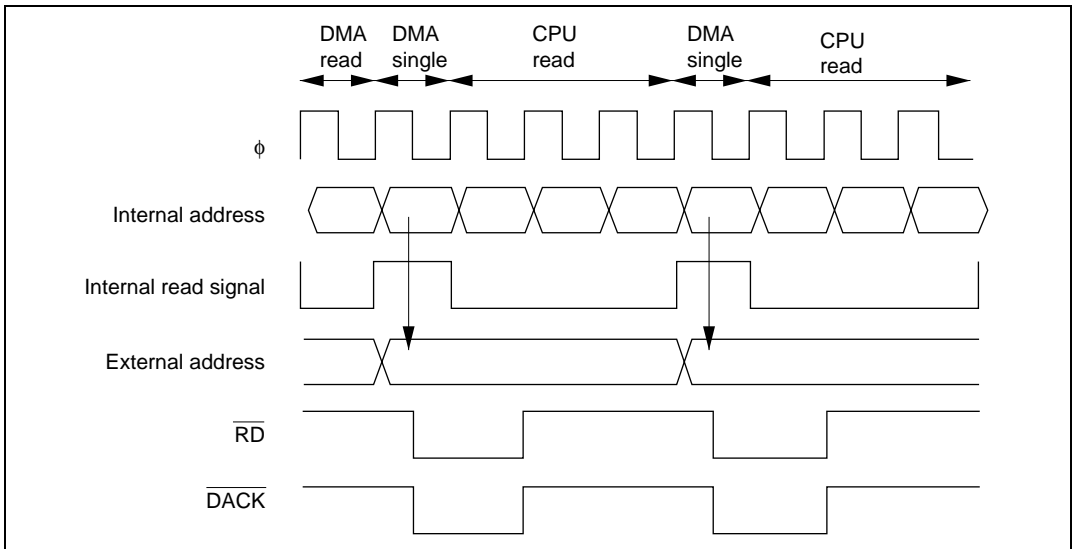 DMA
read
DMA
single
CPU
read
DMA
single
CPU
read
ϕ
Internal address
Internal read signal
External address
RD
DACK